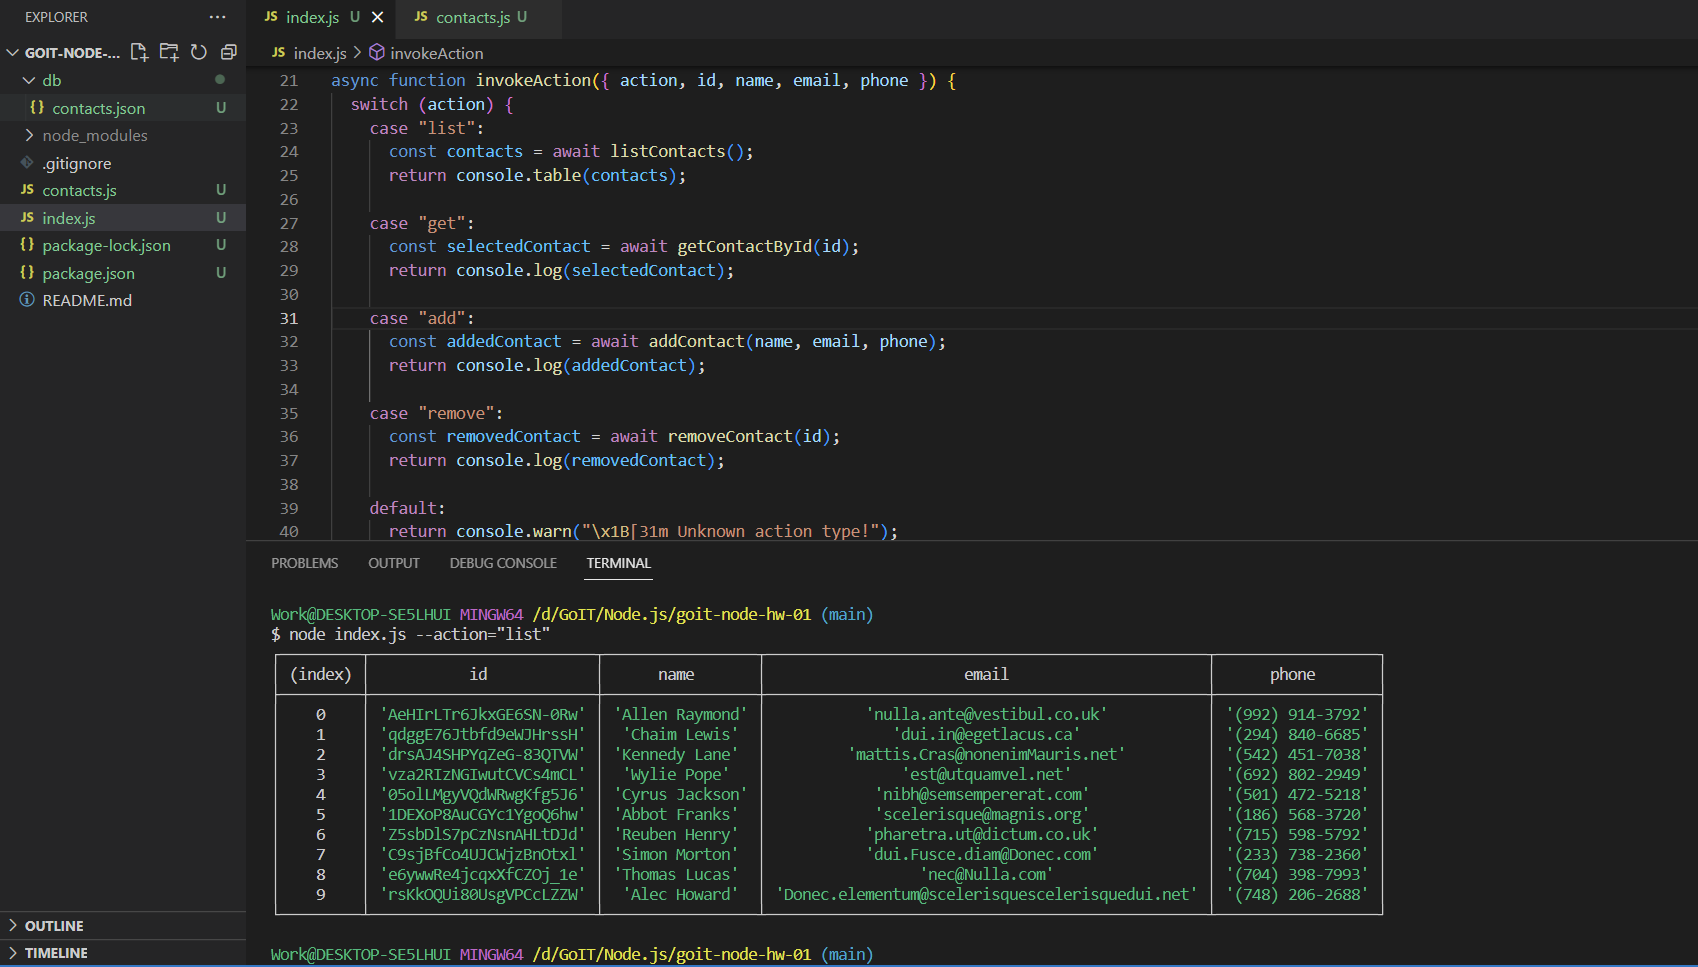 EXPLORER ···
GOIT-NODE-...
db
{} contacts.json U
node_modules
.gitignore
JS contacts.js U
JS index.js U
{} package-lock.json U
{} package.json U
README.md
OUTLINE
TIMELINE
JS index.js U JS contacts.js U
JS index.js > invokeAction
21 async function invokeAction({ action, id, name, email, phone }) {
22 switch (action) {
23 case "list":
24 const contacts = await listContacts();
25 return console.table(contacts);
26
27 case "get":
28 const selectedContact = await getContactById(id);
29 return console.log(selectedContact);
30
31 case "add":
32 const addedContact = await addContact(name, email, phone);
33 return console.log(addedContact);
34
35 case "remove":
36 const removedContact = await removeContact(id);
37 return console.log(removedContact);
38
39 default:
40 return console.warn("\x1B[31m Unknown action type!");
PROBLEMS OUTPUT DEBUG CONSOLE TERMINAL
Work@DESKTOP-SE5LHUI MINGW64 /d/GoIT/Node.js/goit-node-hw-01 (main)
$ node index.js --action="list"
(index) id name email phone
0 'AeHIrLTr6JkxGE6SN-0Rw' 'Allen Raymond' 'nulla.ante@vestibul.co.uk' '(992) 914-3792'
1 'qdggE76Jtbfd9eWJHrssH' 'Chaim Lewis' 'dui.in@egetlacus.ca' '(294) 840-6685'
2 'drsAJ4SHPYqZeG-83QTVW' 'Kennedy Lane' 'mattis.Cras@nonenimMauris.net' '(542) 451-7038'
3 'vza2RIzNGIwutCVCs4mCL' 'Wylie Pope' 'est@utquamvel.net' '(692) 802-2949'
4 '05olLMgyVQdWRwgKfg5J6' 'Cyrus Jackson' 'nibh@semsempererat.com' '(501) 472-5218'
5 '1DEXoP8AuCGYc1YgoQ6hw' 'Abbot Franks' 'scelerisque@magnis.org' '(186) 568-3720'
6 'Z5sbDlS7pCzNsnAHLtDJd' 'Reuben Henry' 'pharetra.ut@dictum.co.uk' '(715) 598-5792'
7 'C9sjBfCo4UJCWjzBnOtxl' 'Simon Morton' 'dui.Fusce.diam@Donec.com' '(233) 738-2360'
8 'e6ywwRe4jcqxXfCZOj_1e' 'Thomas Lucas' 'nec@Nulla.com' '(704) 398-7993'
9 'rsKkOQUi80UsgVPCcLZZW' 'Alec Howard' 'Donec.elementum@scelerisquescelerisquedui.net' '(748) 206-2688'
Work@DESKTOP-SE5LHUI MINGW64 /d/GoIT/Node.js/goit-node-hw-01 (main)